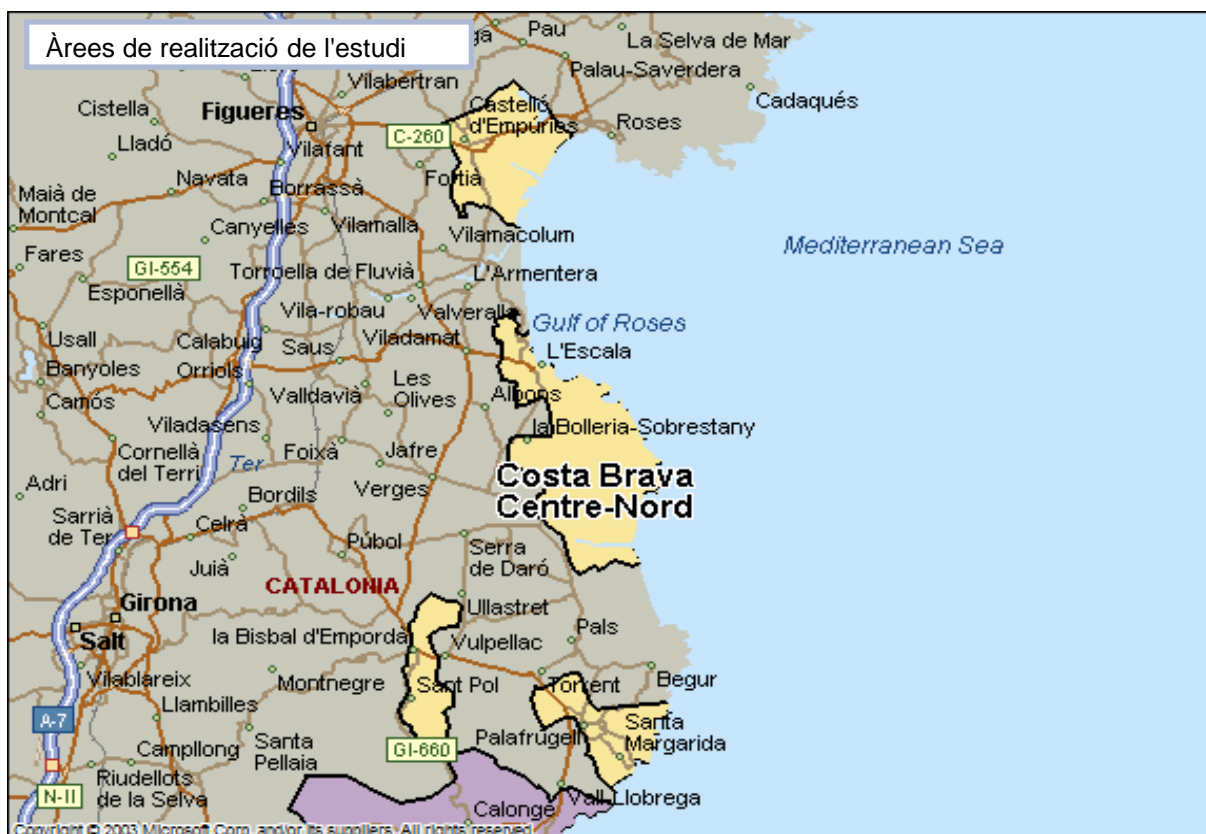 Àrees de realització de l'estudi
ga
Pau
La Selva de Mar
Palau-Saverdera
Vilabertran
Cadaqués
Cistella
Figueres
Castelló
d'Empúries
Roses
C-260
Lladó
Vilafant
Fortià
Navata
Borrassà
Maià de
Montcal
Vilamalla
Canyelles
Vilamacolum
Mediterranean Sea
Fares
GI-554
Torroella de Fluvià
L'Armentera
Esponellà
Vila-robau
Valveralla
Gulf of Roses
Usall
Calabuig
Saus
Viladamat
L'Escala
Banyoles
Orriols
Les
Olives
Valldavià
Albons
Camós
Viladasens
la Bolleria-Sobrestany
Cornellà
del Terri
Ter
Foixà
Jafre
Costa Brava
Centre-Nord
Adri
Verges
Bordils
Sarrià
de Ter
Celrà
Púbol
Serra
de Daró
Juià
CATALONIA
Girona
Ullastret
Salt
la Bisbal d'Emporda
Vulpellac
Pals
Vilablareix
Montnegre
Sant Pol
Torrent
Begur
Llambilles
A-7
Santa
Margarida
Palafrugell
Santa
Pellaia
GI-660
Campllong
Riudellots
de la Selva
N-II
Vall-Llobrega
Calonge
Copyright © 2003 Microsoft Corp. and/or its suppliers. All rights reserved.